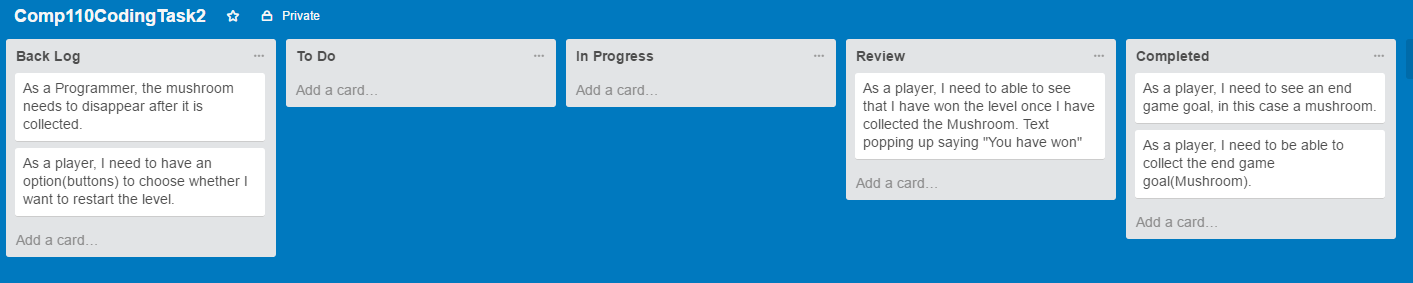 Comp110CodingTask2 Private
Back Log ...
As a Programmer, the mushroom
needs to disappear after it is
collected.
As a player, I need to have an
option(buttons) to choose whether I
want to restart the level.
Add a card...
To Do ...
Add a card...
In Progress ...
Add a card...
Review ...
As a player, I need to able to see
that I have won the level once I have
collected the Mushroom. Text
popping up saying "You have won"
Add a card...
Completed ...
As a player, I need to see an end
game goal, in this case a mushroom.
As a player, I need to be able to
collect the end game
goal(Mushroom).
Add a card...